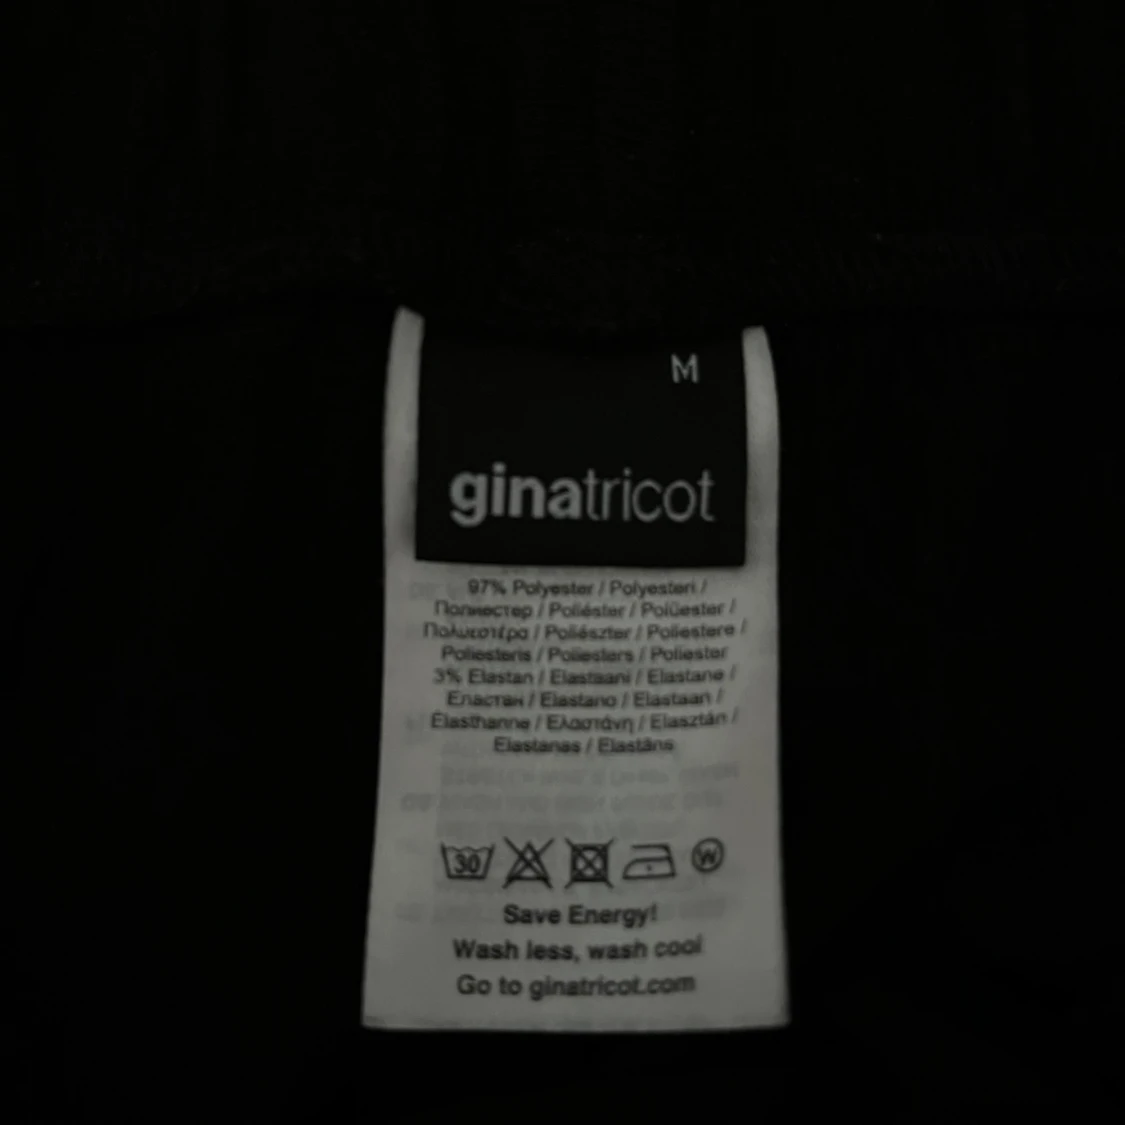 M
ginatricot
97% Polyester / Polyesteri /
Полиестер / Poliéster / Polüester /
Πολυεστέρα / Poliészter / Poliestere /
Poliesteris / Poliesters / Poliester
3% Elastan / Elastaani / Elastane /
Еластан / Elastano / Elastaan /
Élasthanne / Ελαστάνη / Elasztán /
Elastanas / Elastāns
30
W
Save Energy!
Wash less, wash cool
Go to ginatricot.com